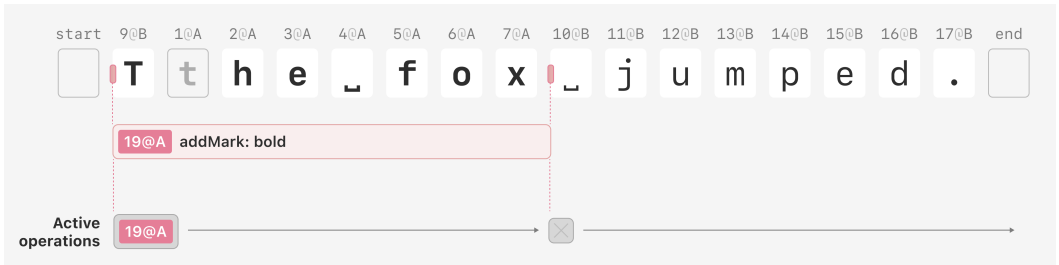 start 9@B 1@A 2@A 3@A 4@A 5@A 6@A 7@A 10@B 11@B 12@B 13@B 14@B 15@B 16@B 17@B end
T t h e ␣ f o x ␣ j u m p e d .
19@A addMark: bold
Active
operations
19@A